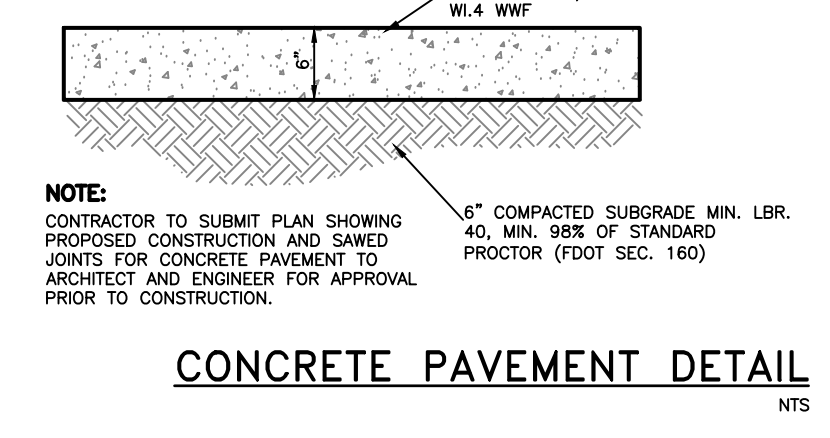 WI.4 WWF
6"
NOTE:
CONTRACTOR TO SUBMIT PLAN SHOWING
PROPOSED CONSTRUCTION AND SAWED
JOINTS FOR CONCRETE PAVEMENT TO
ARCHITECT AND ENGINEER FOR APPROVAL
PRIOR TO CONSTRUCTION.
6" COMPACTED SUBGRADE MIN. LBR.
40, MIN. 98% OF STANDARD
PROCTOR (FDOT SEC. 160)
CONCRETE PAVEMENT DETAIL
NTS